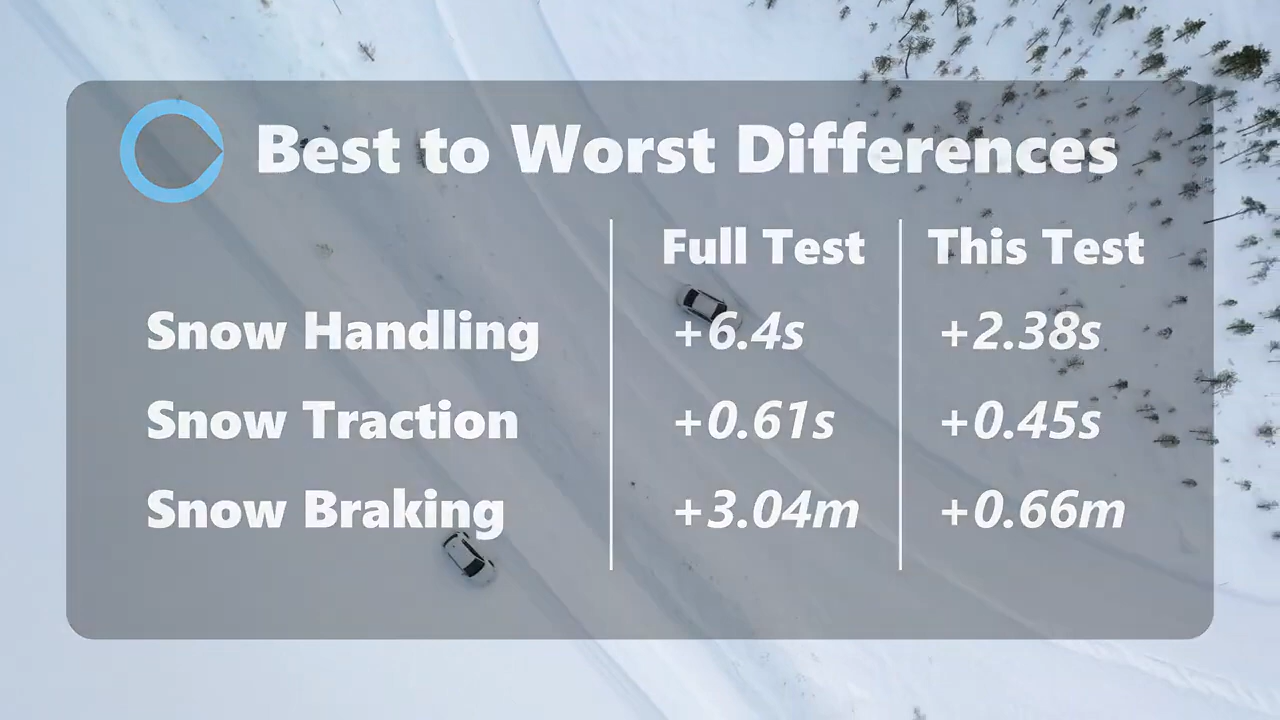 Best to Worst Differences
Full Test This Test
Snow Handling +6.4s +2.38s
Snow Traction +0.61s +0.45s
Snow Braking +3.04m +0.66m